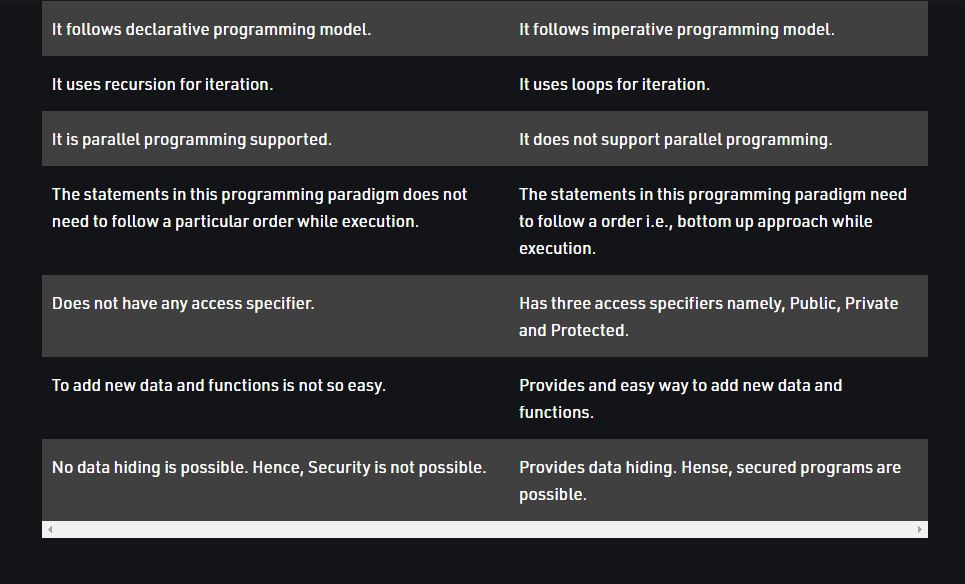 It follows declarative programming model.
It follows imperative programming model.
It uses recursion for iteration.
It uses loops for iteration.
It is parallel programming supported.
It does not support parallel programming.
The statements in this programming paradigm does not
need to follow a particular order while execution.
The statements in this programming paradigm need
to follow a order i.e., bottom up approach while
execution.
Does not have any access specifier.
Has three access specifiers namely, Public, Private
and Protected.
To add new data and functions is not so easy.
Provides and easy way to add new data and
functions.
No data hiding is possible. Hence, Security is not possible.
Provides data hiding. Hense, secured programs are
possible.